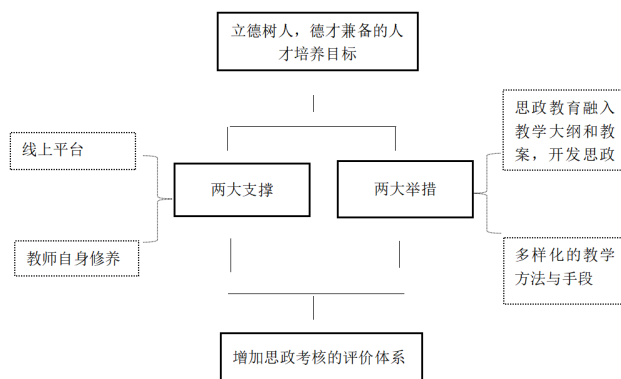 立德树人，德才兼备的人
才培养目标
思政教育融入
教学大纲和教
案，开发思政
线上平台
两大支撑
两大举措
教师自身修养
多样化的教学
方法与手段
增加思政考核的评价体系